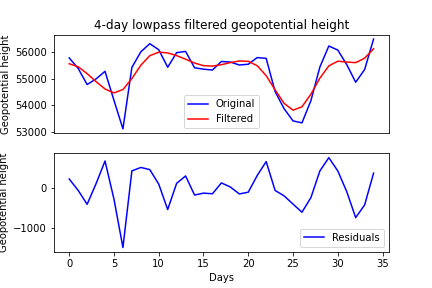 4-day lowpass filtered geopotential height
Geopotential height
56000
55000
54000
53000
Original
Filtered
Geopotential height
0
−1000
Residuals
0 5 10 15 20 25 30 35
Days